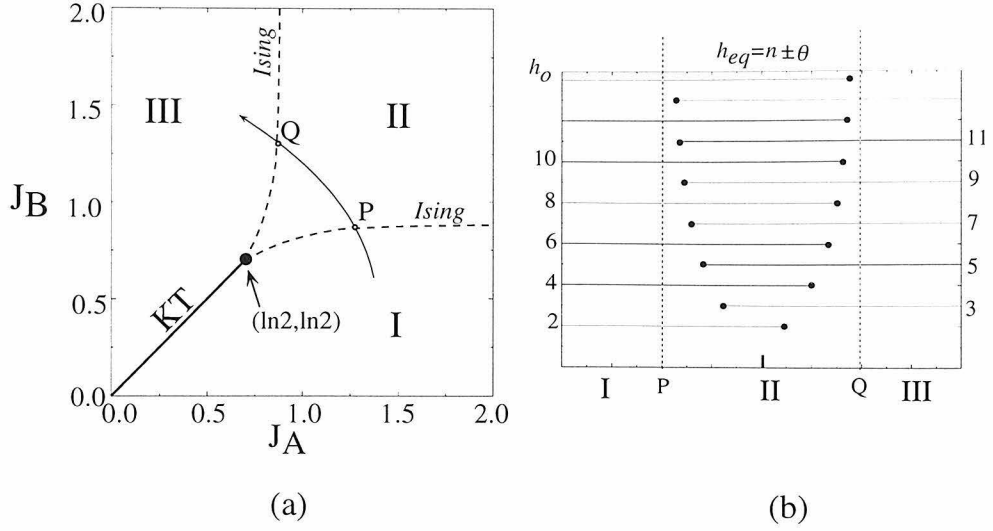 2.0
1.5
1.0
0.5
0.0
J_B
III
II
I
Ising
Q
P
Ising
KT
(ln2,ln2)
0.0 0.5 1.0 1.5 2.0
J_A
(a)
h_eq=n±θ
h_o
10
8
6
4
2
11
9
7
5
3
I P II Q III
(b)